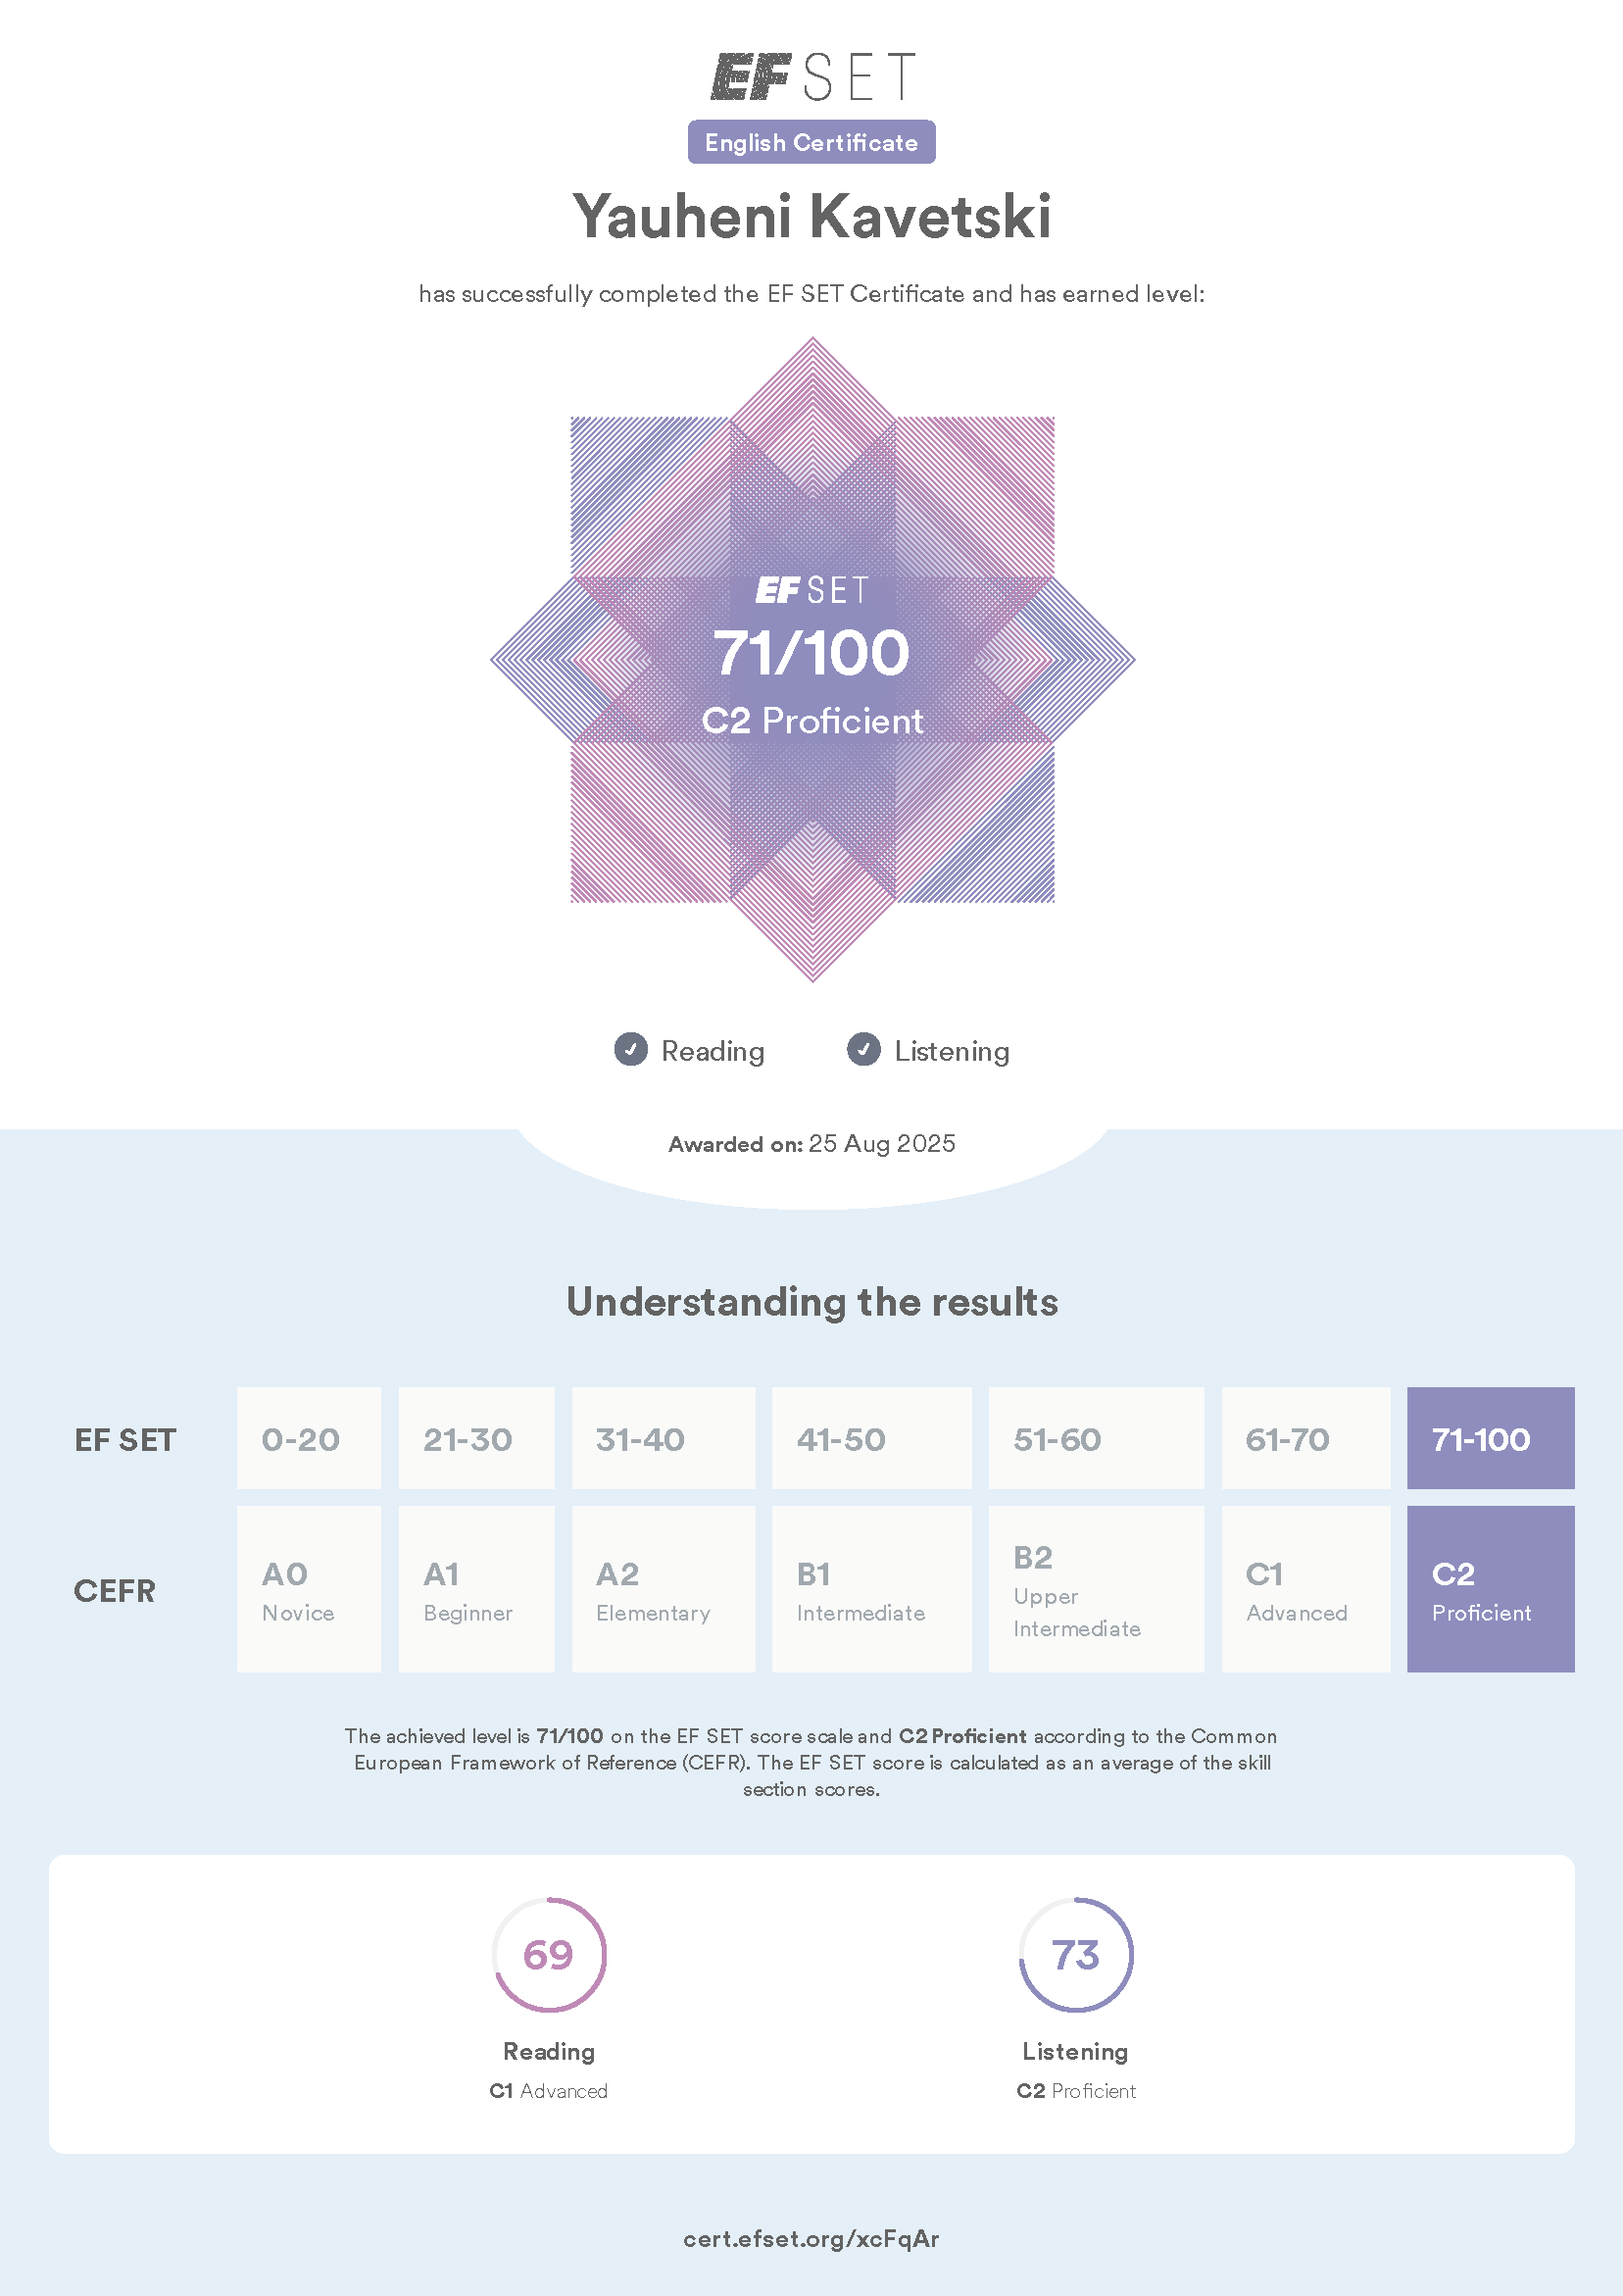 EF SET
English Certificate
Yauheni Kavetski
has successfully completed the EF SET Certificate and has earned level:
EF SET
71/100
C2 Proficient
Reading Listening
Awarded on: 25 Aug 2025
Understanding the results
EF SET 0-20 21-30 31-40 41-50 51-60 61-70 71-100
CEFR
A0
Novice
A1
Beginner
A2
Elementary
B1
Intermediate
B2
Upper
Intermediate
C1
Advanced
C2
Proficient
The achieved level is 71/100 on the EF SET score scale and C2 Proficient according to the Common
European Framework of Reference (CEFR). The EF SET score is calculated as an average of the skill
section scores.
69
Reading
C1 Advanced
73
Listening
C2 Proficient
cert.efset.org/xcFqAr